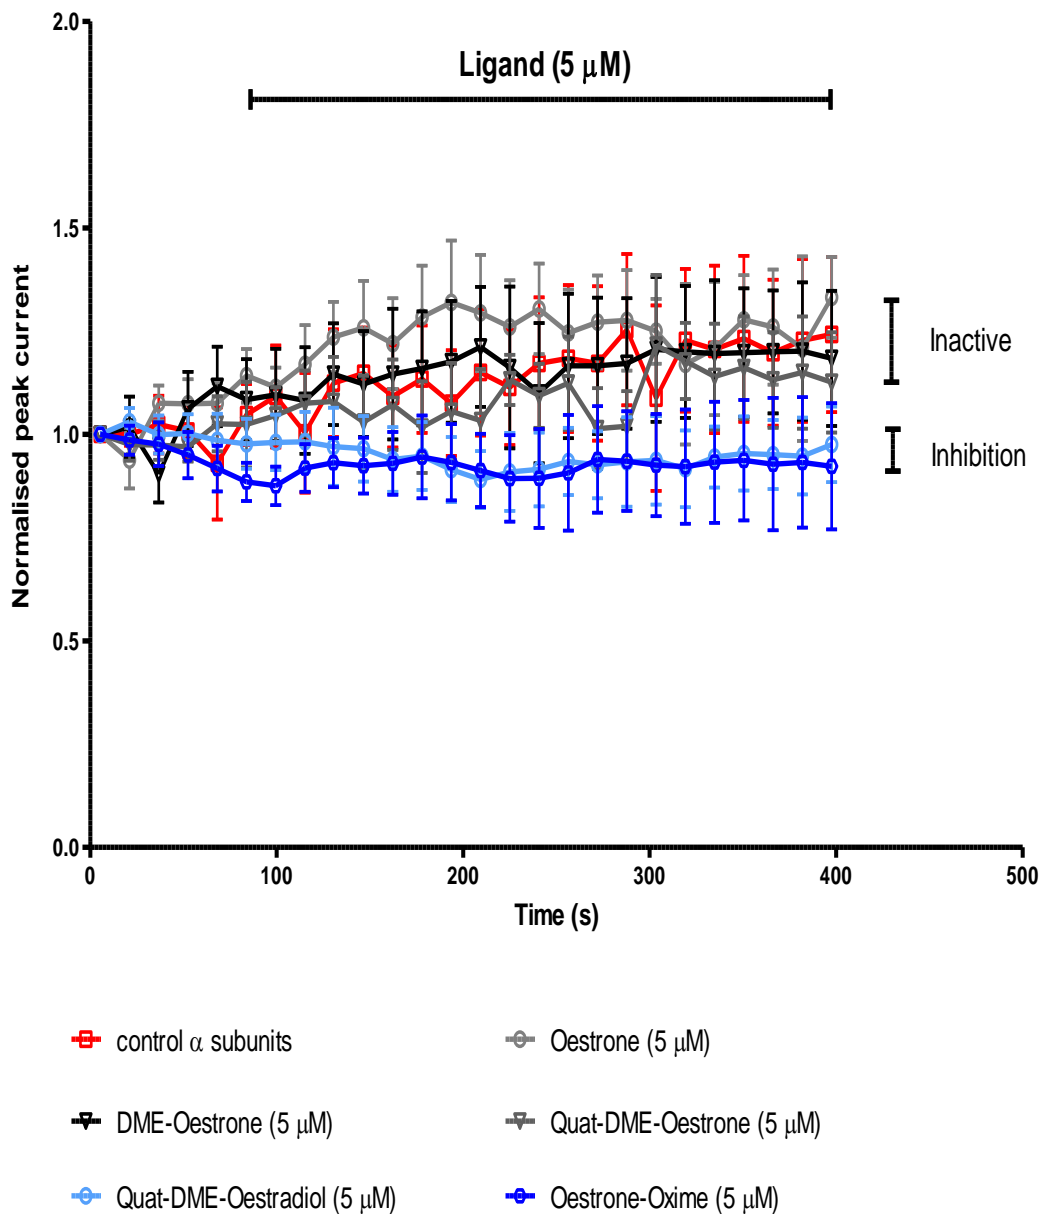 2.0
Ligand (5 μM)
1.5
Normalised peak current
Inactive
1.0
Inhibition
0.5
0.0
0 100 200 300 400 500
Time (s)
control α subunits
Oestrone (5 μM)
DME-Oestrone (5 μM)
Quat-DME-Oestrone (5 μM)
Quat-DME-Oestradiol (5 μM)
Oestrone-Oxime (5 μM)